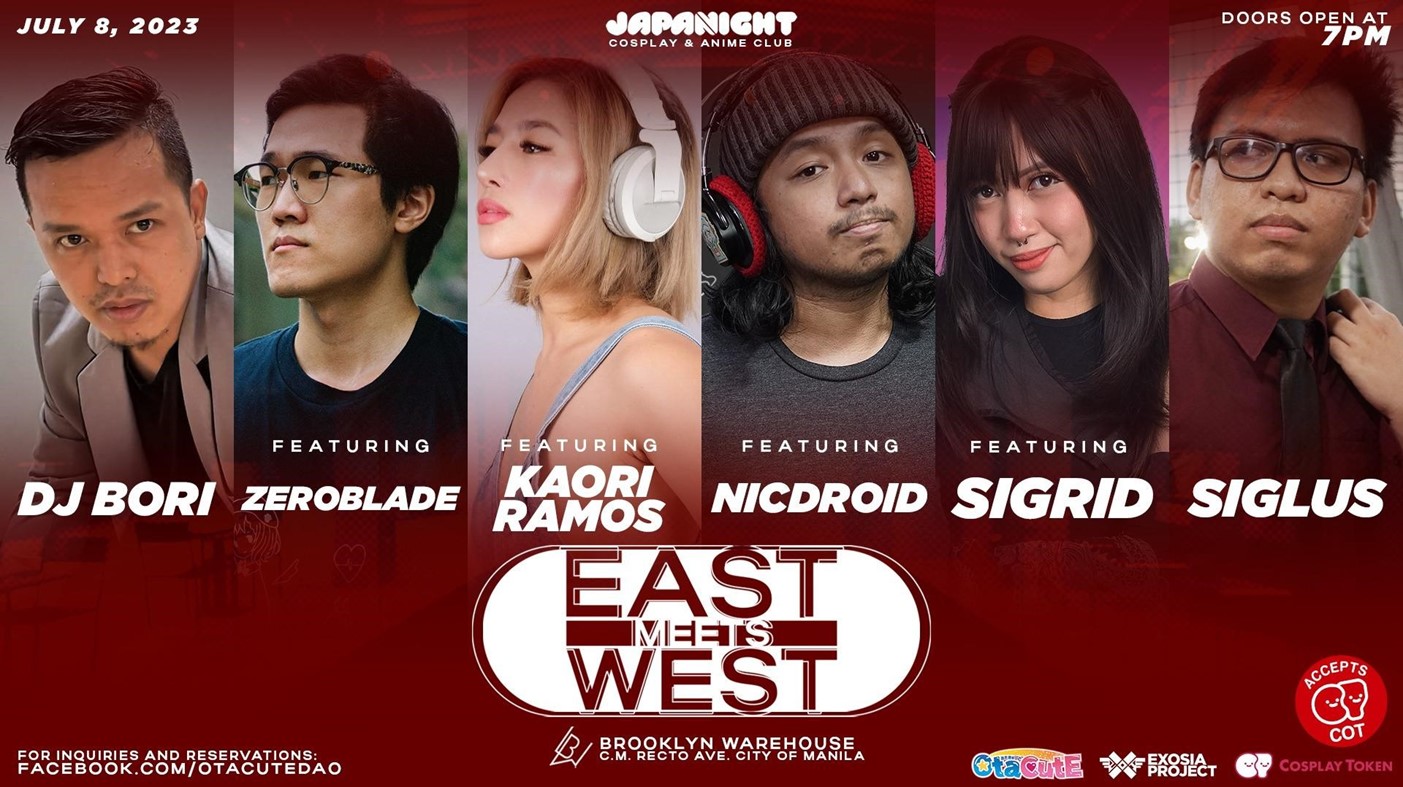 JULY 8, 2023
JAPANIGHT
COSPLAY & ANIME CLUB
DOORS OPEN AT
7PM
DJ BORI
FEATURING
ZEROBLADE
FEATURING
KAORI
RAMOS
FEATURING
NICDROID
FEATURING
SIGRID
SIGLUS
EAST
MEETS
WEST
BROOKLYN WAREHOUSE
C.M. RECTO AVE. CITY OF MANILA
FOR INQUIRIES AND RESERVATIONS:
FACEBOOK.COM/OTACUTEDAO
ACCEPTS
COT
OtaCutE
EXOSIA
PROJECT
COSPLAY TOKEN